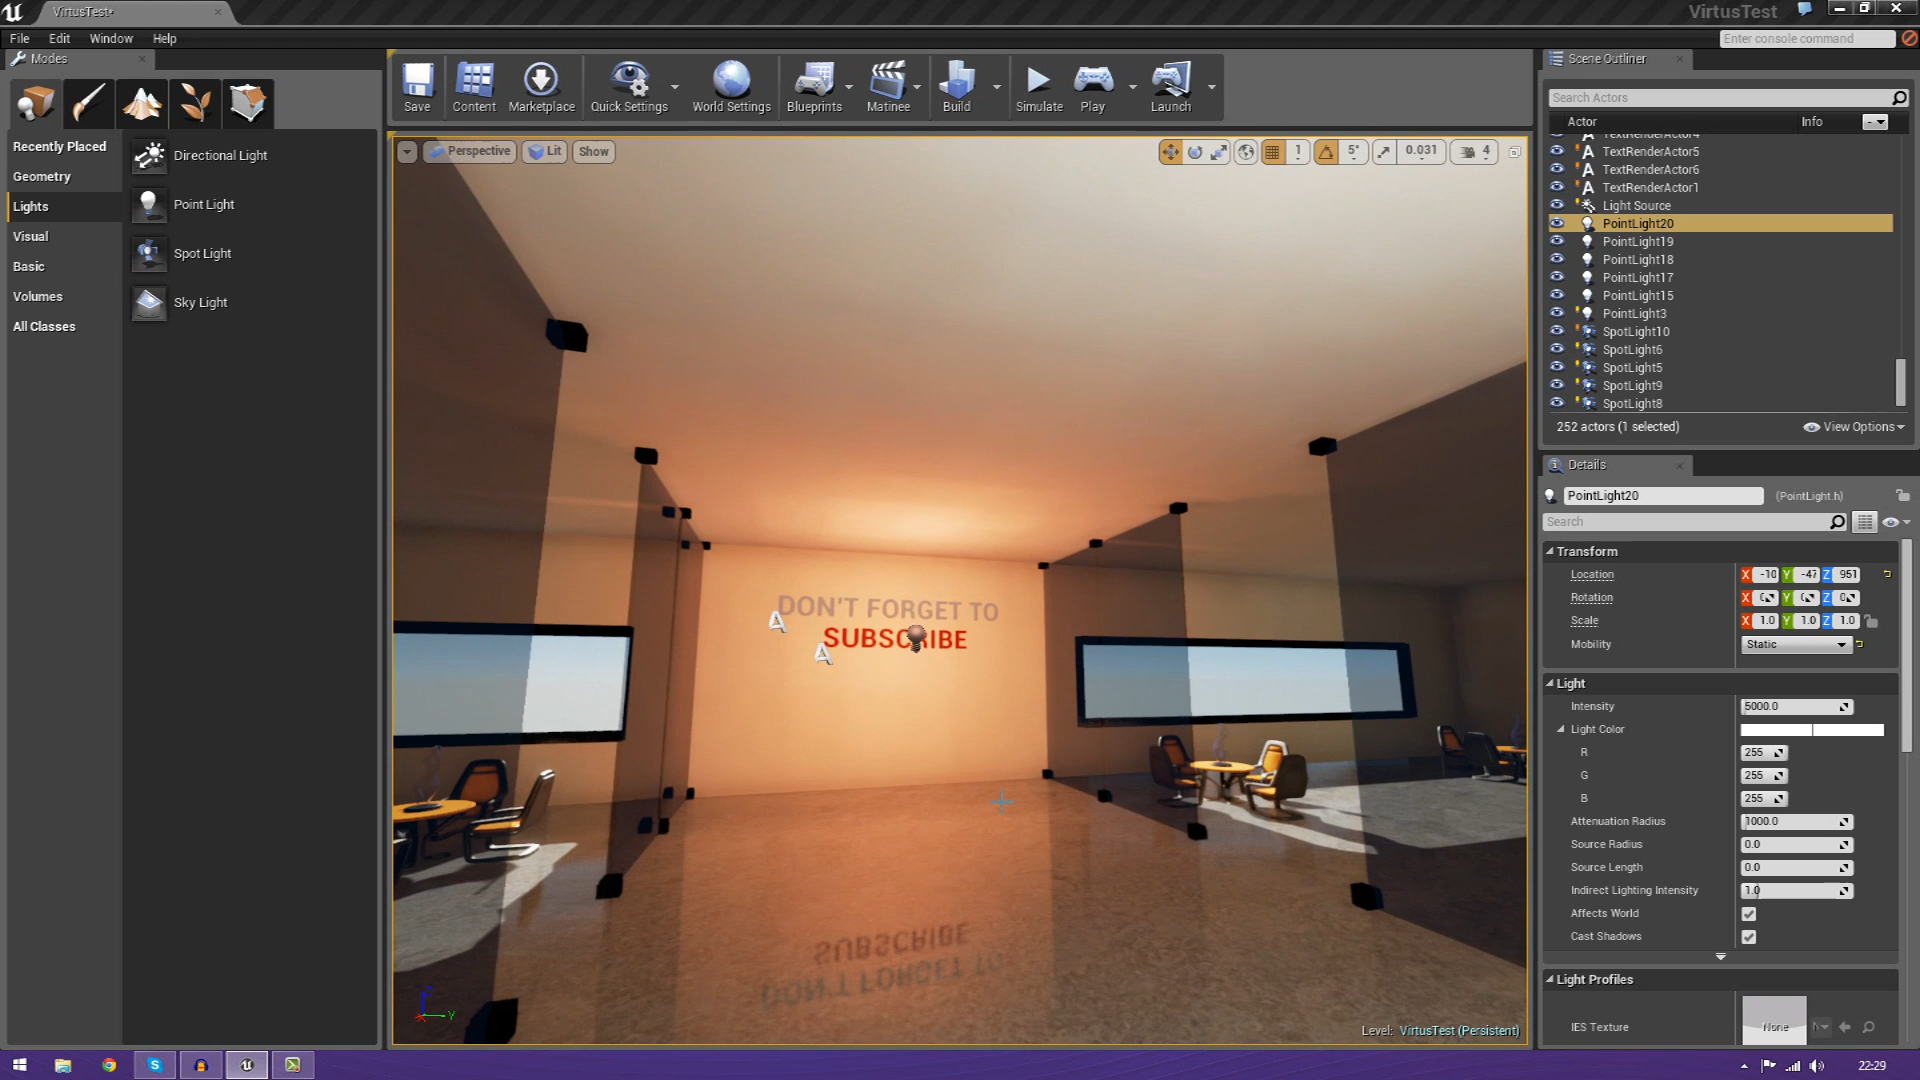 VirtusTest*
VirtusTest
File Edit Window Help
Enter console command
Modes
Recently Placed
Geometry
Lights
Visual
Basic
Volumes
All Classes
Directional Light
Point Light
Spot Light
Sky Light
Save Content Marketplace Quick Settings World Settings Blueprints Matinee Build Simulate Play Launch
Perspective Lit Show
1 5° 0.031 4
DON'T FORGET TO
SUBSCRIBE
SUBSCRIBE
DON'T FORGET TO
Z
X Y
Level: VirtusTest (Persistent)
Scene Outliner
Search Actors
Actor Info
TextRenderActor4
TextRenderActor5
TextRenderActor6
TextRenderActor1
Light Source
PointLight20
PointLight19
PointLight18
PointLight17
PointLight15
PointLight3
SpotLight10
SpotLight6
SpotLight5
SpotLight9
SpotLight8
252 actors (1 selected) View Options
Details
PointLight20 (PointLight.h)
Search
Transform
Location X -10 Y -47 Z 951
Rotation X Y Z
Scale X 1.0 Y 1.0 Z 1.0
Mobility Static
Light
Intensity 5000.0
Light Color
R 255
G 255
B 255
Attenuation Radius 1000.0
Source Radius 0.0
Source Length 0.0
Indirect Lighting Intensity 1.0
Affects World
Cast Shadows
Light Profiles
IES Texture None
22:29